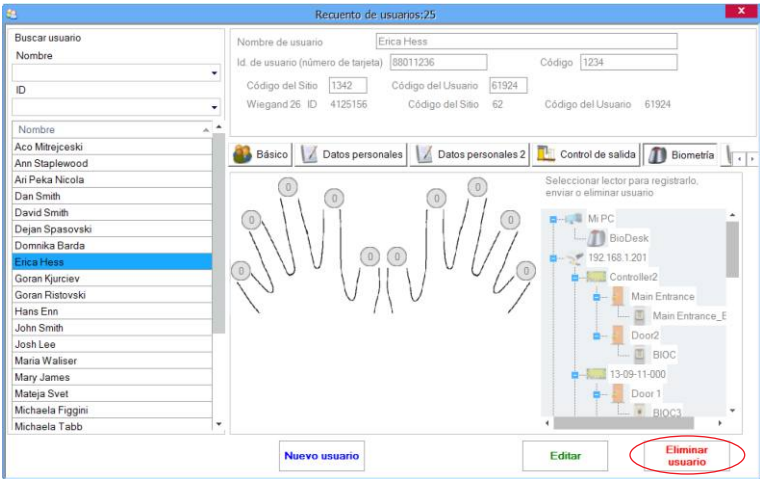 Recuento de usuarios:25
x
Buscar usuario
Nombre
ID
Nombre
Aco Mitrejceski
Ann Staplewood
Ari Peka Nicola
Dan Smith
David Smith
Dejan Spasovski
Domnika Barda
Erica Hess
Goran Kjurciev
Goran Ristovski
Hans Enn
John Smith
Josh Lee
Maria Waliser
Mary James
Mateja Svet
Michaela Figgini
Michaela Tabb
Nombre de usuario Erica Hess
Id. de usuario (número de tarjeta) 88011236 Código 1234
Código del Sitio 1342 Código del Usuario 61924
Wiegand 26 ID 4125156 Código del Sitio 62 Código del Usuario 61924
Básico Datos personales Datos personales 2 Control de salida Biometría
0 0 0 0 0 0 0 0 0 0
Seleccionar lector para registrarlo,
enviar o eliminar usuario
Mi PC
BioDesk
192.168.1.201
Controller2
Main Entrance
Main Entrance_E
Door2
BIOC
13-09-11-000
Door 1
BIOC3
Nuevo usuario Editar Eliminar
usuario